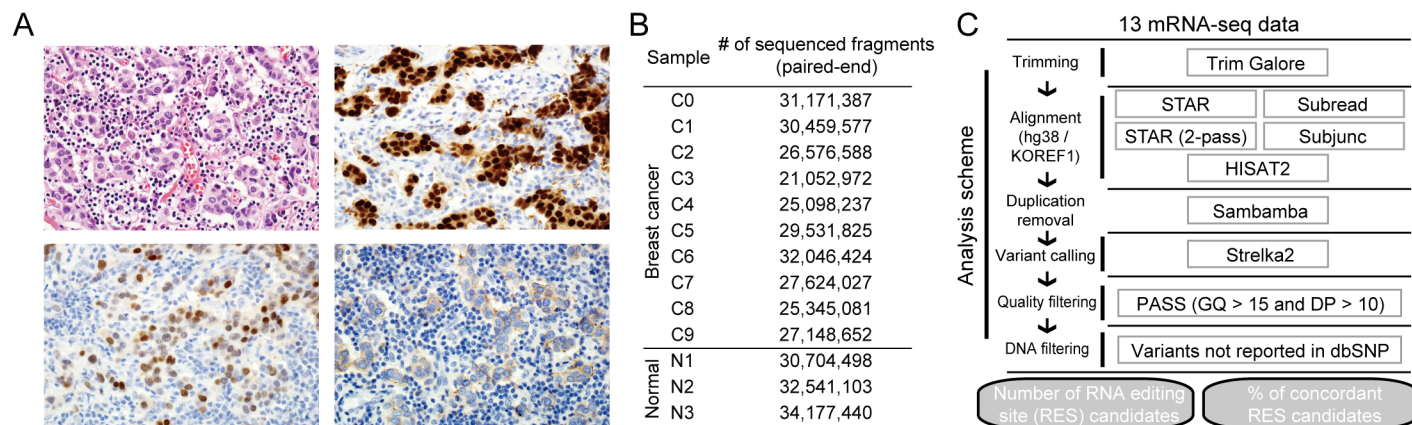 A
B
Sample # of sequenced fragments
(paired-end)
Breast cancer
C0 31,171,387
C1 30,459,577
C2 26,576,588
C3 21,052,972
C4 25,098,237
C5 29,531,825
C6 32,046,424
C7 27,624,027
C8 25,345,081
C9 27,148,652
Normal
N1 30,704,498
N2 32,541,103
N3 34,177,440
C
13 mRNA-seq data
Analysis scheme
Trimming
Trim Galore
Alignment
(hg38 /
KOREF1)
STAR Subread
STAR (2-pass) Subjunc
HISAT2
Duplication
removal
Sambamba
Variant calling
Strelka2
Quality filtering
PASS (GQ > 15 and DP > 10)
DNA filtering
Variants not reported in dbSNP
Number of RNA editing
site (RES) candidates
% of concordant
RES candidates